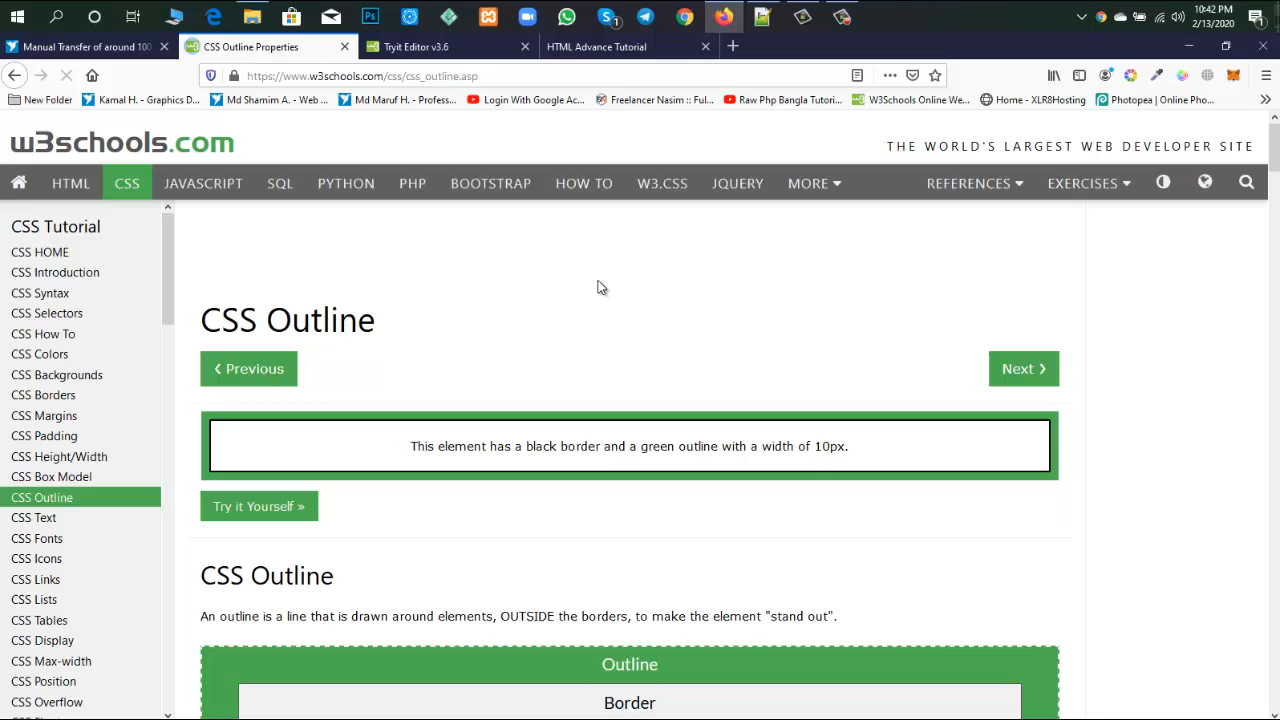 1
10:42 PM
2/13/2020
Manual Transfer of around 100
CSS Outline Properties
Tryit Editor v3.6
HTML Advance Tutorial
https://www.w3schools.com/css/css_outline.asp
New Folder
Kamal H. - Graphics D...
Md Shamim A. - Web ...
Md Maruf H. - Profess...
Login With Google Ac...
Freelancer Nasim :: Ful...
Raw Php Bangla Tutori...
W3Schools Online We...
Home - XLR8Hosting
Photopea | Online Pho...
w3schools.com
THE WORLD'S LARGEST WEB DEVELOPER SITE
HTML
CSS
JAVASCRIPT
SQL
PYTHON
PHP
BOOTSTRAP
HOW TO
W3.CSS
JQUERY
MORE
REFERENCES
EXERCISES
CSS Tutorial
CSS HOME
CSS Introduction
CSS Syntax
CSS Selectors
CSS How To
CSS Colors
CSS Backgrounds
CSS Borders
CSS Margins
CSS Padding
CSS Height/Width
CSS Box Model
CSS Outline
CSS Text
CSS Fonts
CSS Icons
CSS Links
CSS Lists
CSS Tables
CSS Display
CSS Max-width
CSS Position
CSS Overflow
CSS Outline
❮ Previous
Next ❯
This element has a black border and a green outline with a width of 10px.
Try it Yourself »
CSS Outline
An outline is a line that is drawn around elements, OUTSIDE the borders, to make the element "stand out".
Outline
Border